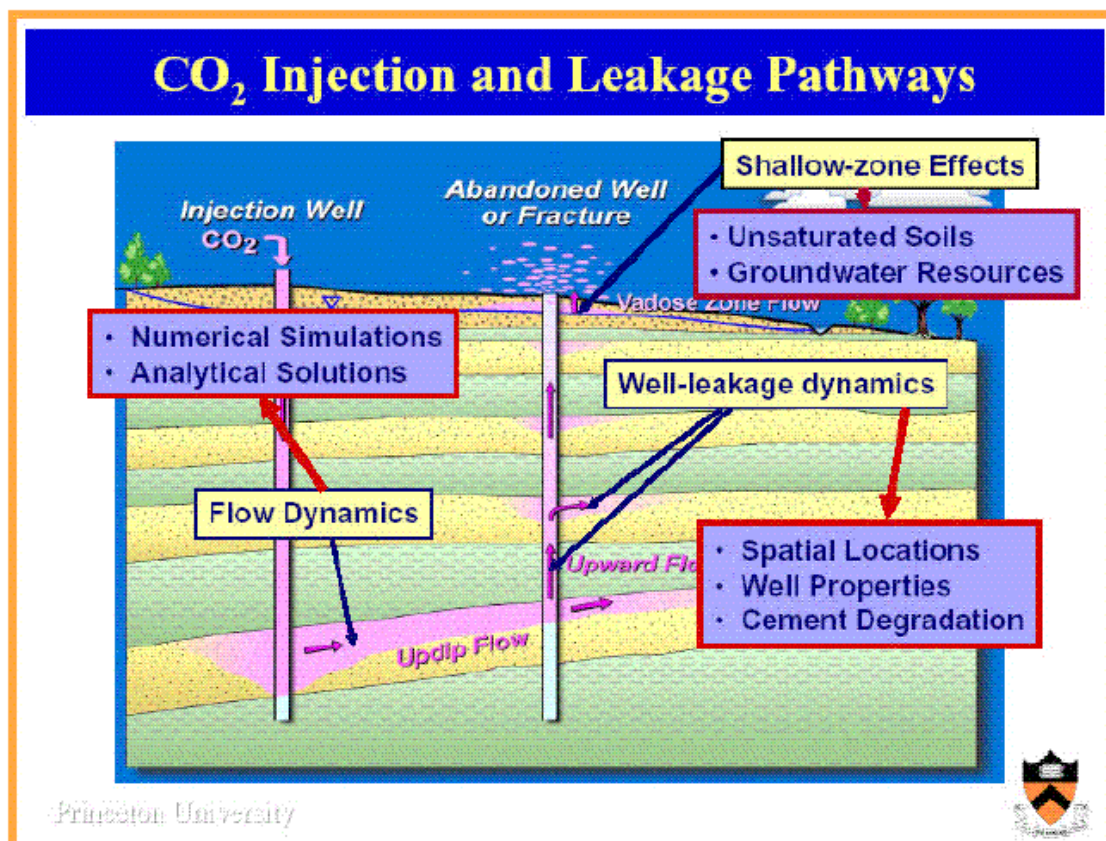 CO2 Injection and Leakage Pathways
Shallow-zone Effects
Abandoned Well
or Fracture
Injection Well
CO2
• Unsaturated Soils
• Groundwater Resources
Vadose Zone Flow
• Numerical Simulations
• Analytical Solutions
Well-leakage dynamics
Flow Dynamics
• Spatial Locations
• Well Properties
• Cement Degradation
Upward
Updip Flow
Princeton University